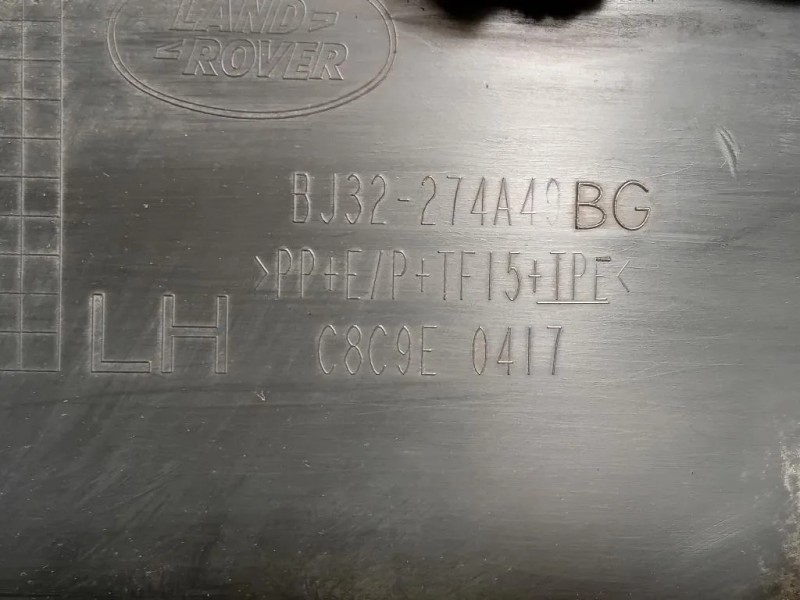 LAND
ROVER
BJ32-274A49BG
>PP+E/P+TF15+TPE<
LH
C8C9E 0417